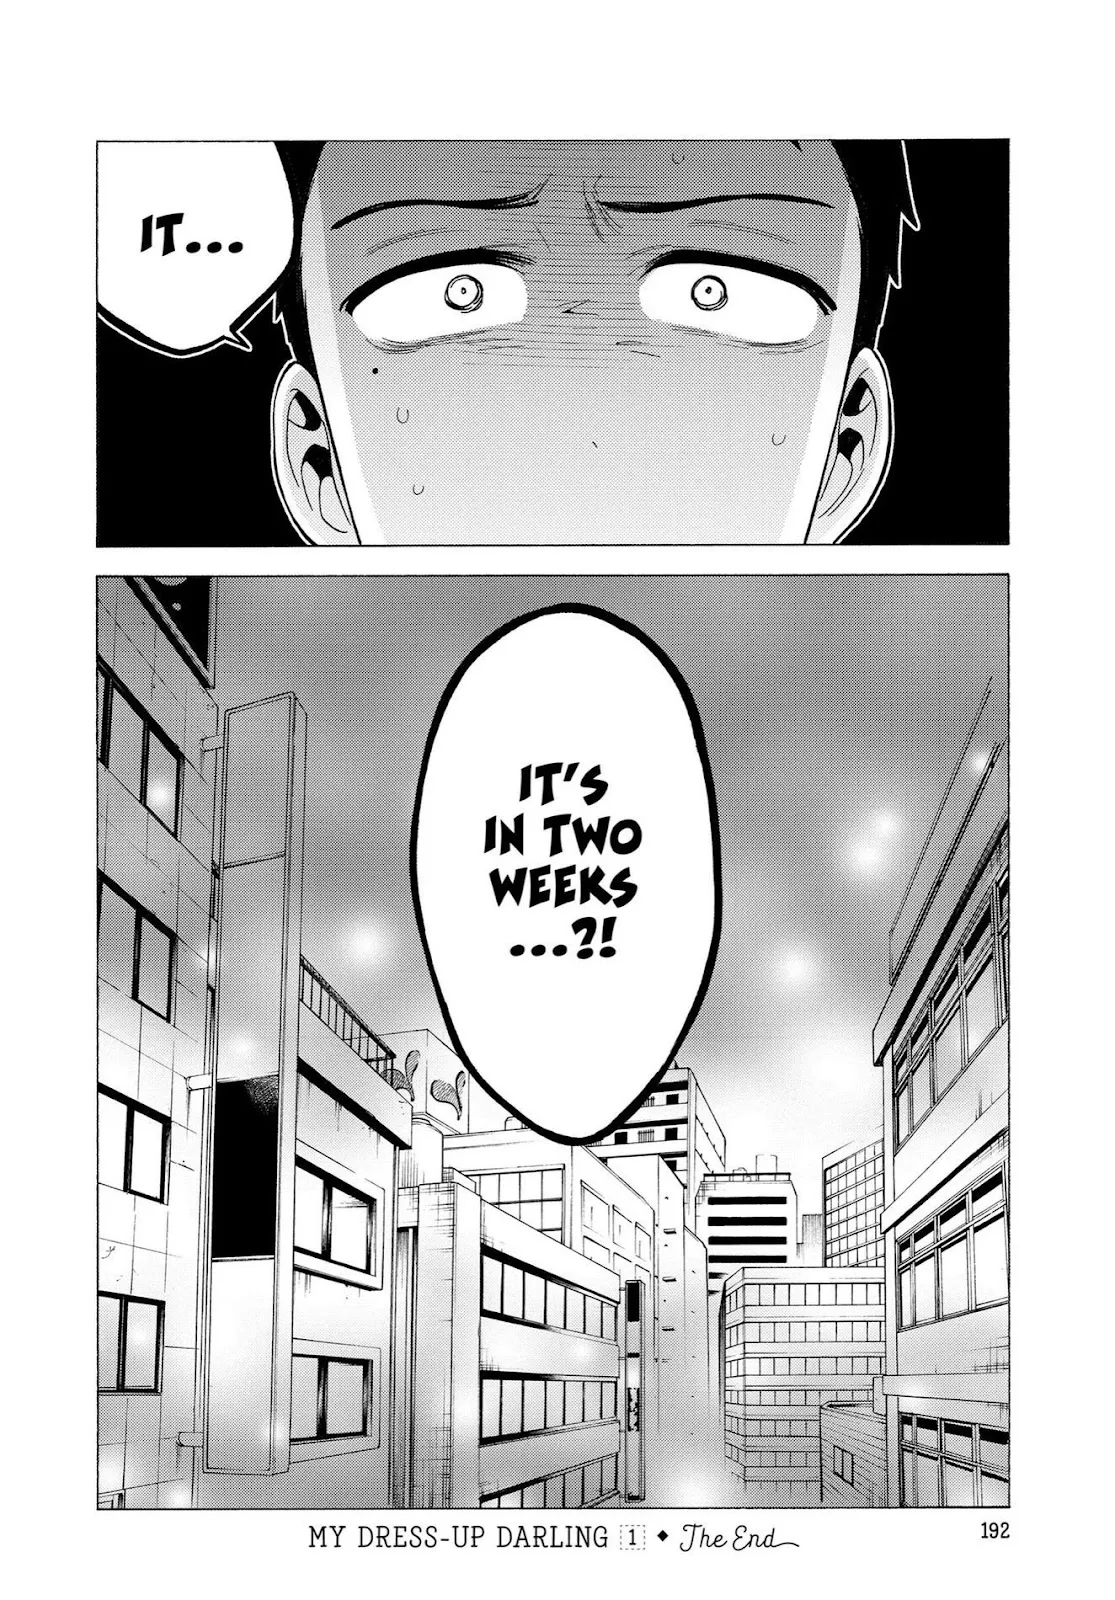 IT...
IT'S
IN TWO
WEEKS
...?!
MY DRESS-UP DARLING 1 ◆ The End
192